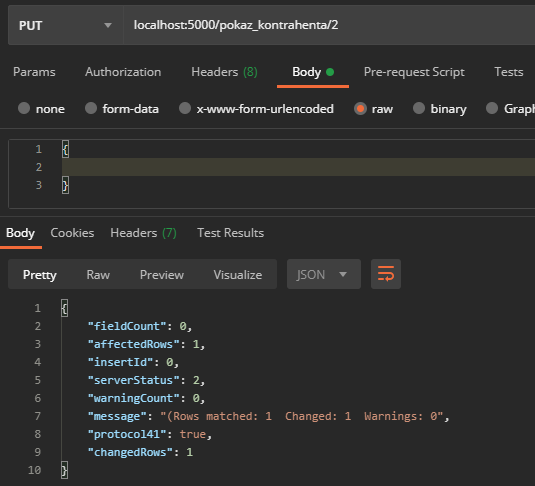 PUT localhost:5000/pokaz_kontrahenta/2
Params Authorization Headers (8) Body Pre-request Script Tests
none form-data x-www-form-urlencoded raw binary Graph
1 {
2
3 }
Body Cookies Headers (7) Test Results
Pretty Raw Preview Visualize JSON
1 {
2 "fieldCount": 0,
3 "affectedRows": 1,
4 "insertId": 0,
5 "serverStatus": 2,
6 "warningCount": 0,
7 "message": "(Rows matched: 1  Changed: 1  Warnings: 0",
8 "protocol41": true,
9 "changedRows": 1
10 }